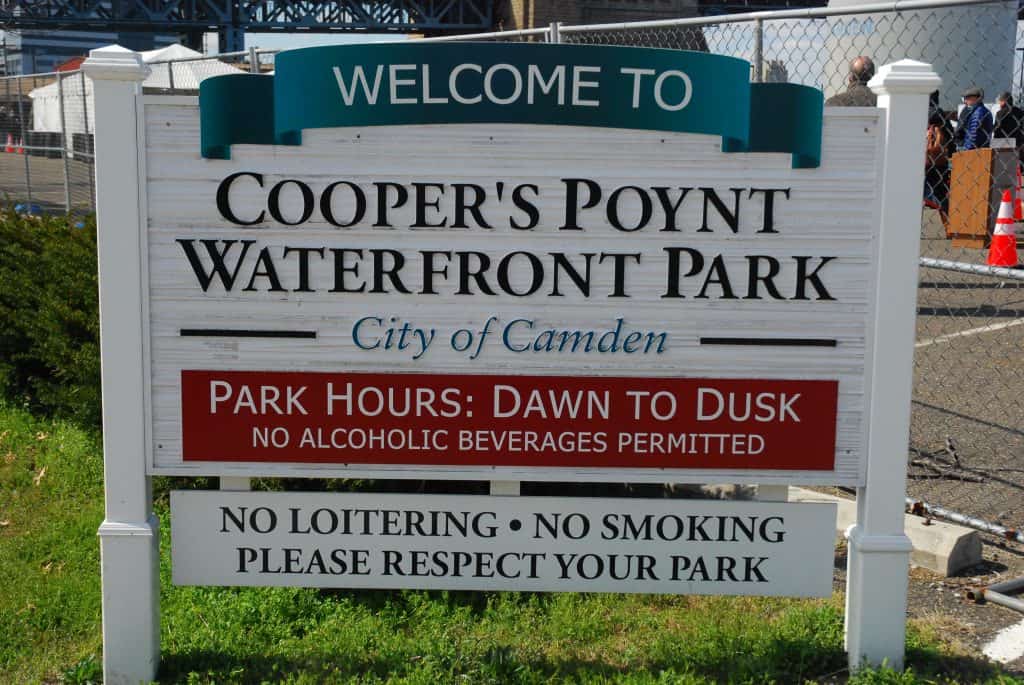 WELCOME TO
COOPER'S POYNT
WATERFRONT PARK
City of Camden
PARK HOURS: DAWN TO DUSK
NO ALCOHOLIC BEVERAGES PERMITTED
NO LOITERING • NO SMOKING
PLEASE RESPECT YOUR PARK